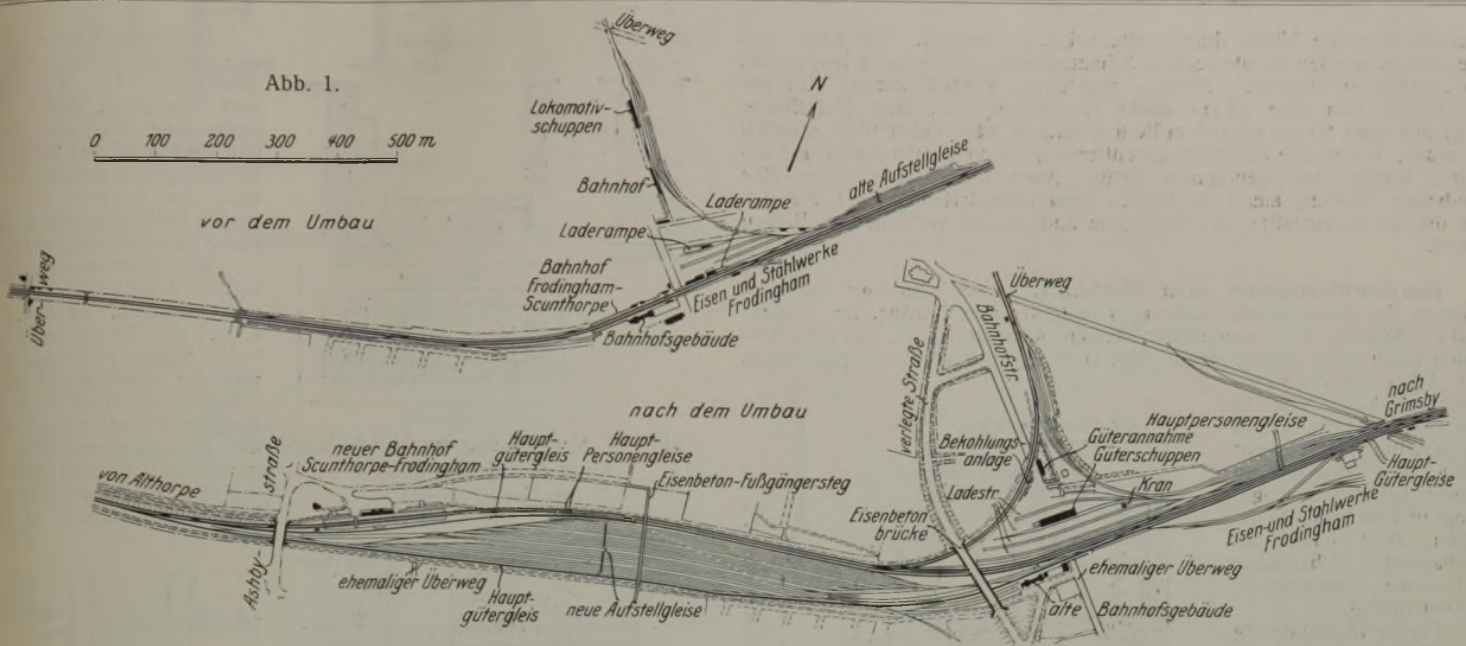 Abb. 1.
0 100 200 300 400 500 m
N
vor dem Umbau
Überweg
Lokomotiv-
schuppen
Bahnhof
Laderampe
Laderampe
alte Aufstellgleise
Über-weg
Bahnhof
Frodingham-
Scunthorpe
Eisen und Stahlwerke
Frodingham
Bahnhofsgebäude
nach dem Umbau
von Althorpe
Ashby-
straße
neuer Bahnhof
Scunthorpe-Frodingham
Haupt-
gütergleis
Haupt-
Personengleise
Eisenbeton-Fußgängersteg
ehemaliger Überweg
Haupt-
gütergleis
neue Aufstellgleise
verlegte Straße
Überweg
Bahnhofstr.
Bekohlungs-
anlage
Ladestr.
Eisenbeton
brücke
Hauptpersonengleise
Güterannahme
Güterschuppen
Kran
nach
Grimsby
Haupt-
Gütergleise
Eisen-und Stahlwerke
Frodingham
ehemaliger Überweg
alte Bahnhofsgebäude